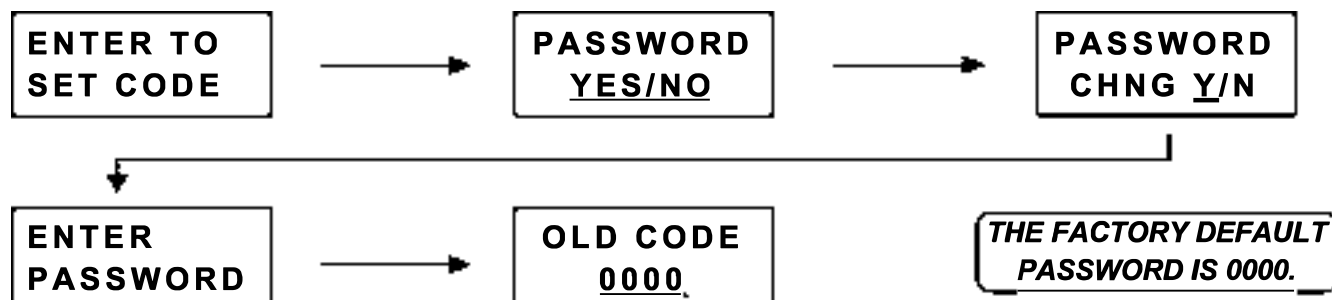 ENTER TO
SET CODE
PASSWORD
YES/NO
PASSWORD
CHNG Y/N
ENTER
PASSWORD
OLD CODE
0000
THE FACTORY DEFAULT
PASSWORD IS 0000.